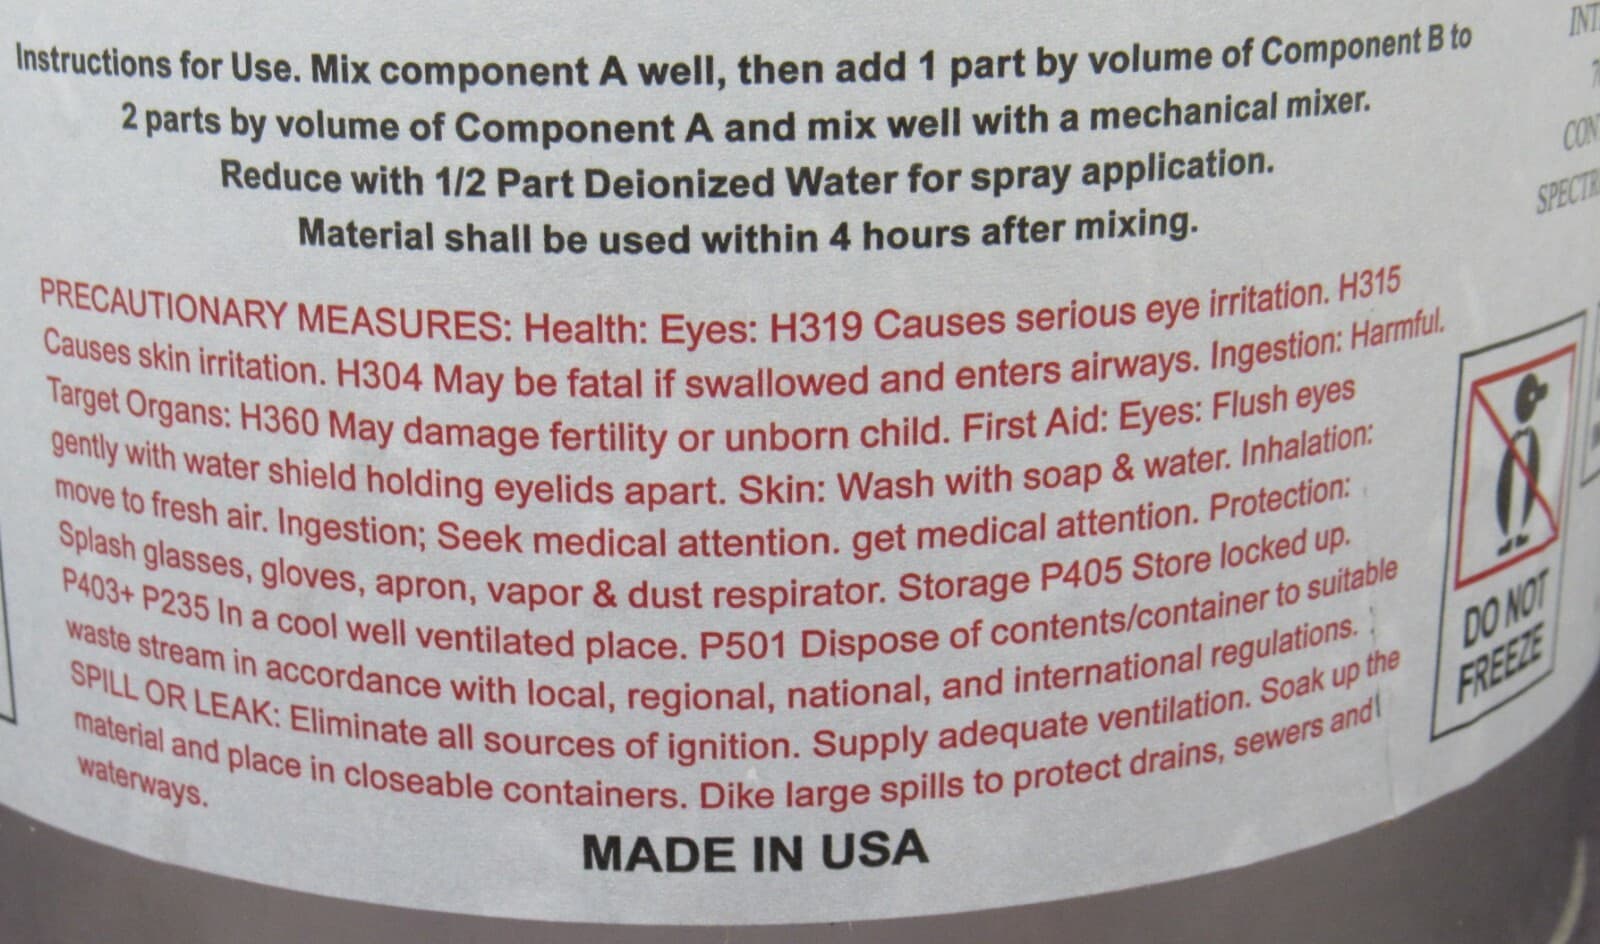 Instructions for Use. Mix component A well, then add 1 part by volume of Component B to
2 parts by volume of Component A and mix well with a mechanical mixer.
Reduce with 1/2 Part Deionized Water for spray application.
Material shall be used within 4 hours after mixing.
PRECAUTIONARY MEASURES: Health: Eyes: H319 Causes serious eye irritation. H315
Causes skin irritation. H304 May be fatal if swallowed and enters airways. Ingestion: Harmful.
Target Organs: H360 May damage fertility or unborn child. First Aid: Eyes: Flush eyes
gently with water shield holding eyelids apart. Skin: Wash with soap & water. Inhalation:
move to fresh air. Ingestion; Seek medical attention. get medical attention. Protection:
Splash glasses, gloves, apron, vapor & dust respirator. Storage P405 Store locked up.
P403+ P235 In a cool well ventilated place. P501 Dispose of contents/container to suitable
waste stream in accordance with local, regional, national, and international regulations.
SPILL OR LEAK: Eliminate all sources of ignition. Supply adequate ventilation. Soak up the
material and place in closeable containers. Dike large spills to protect drains, sewers and
waterways.
MADE IN USA
DO NOT
FREEZE